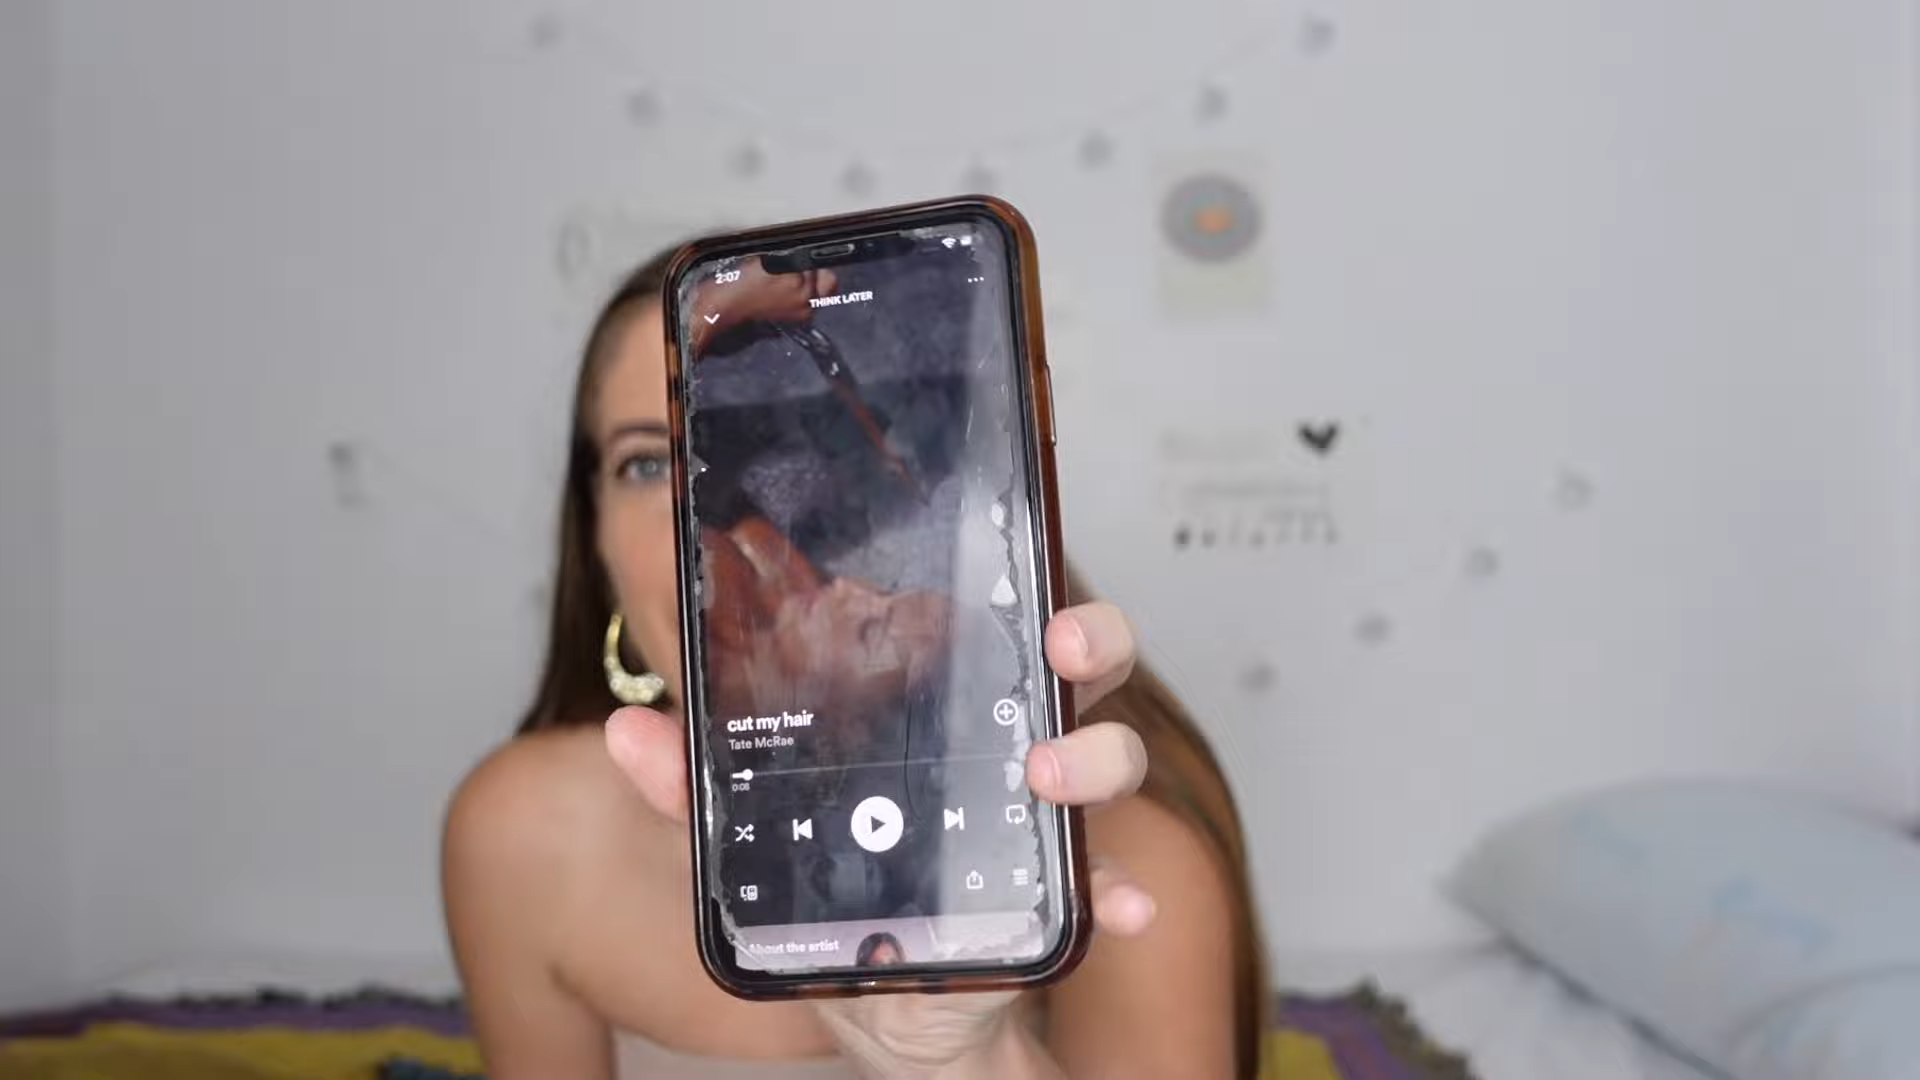 2:07
THINK LATER
cut my hair
Tate McRae
0:08
About the artist